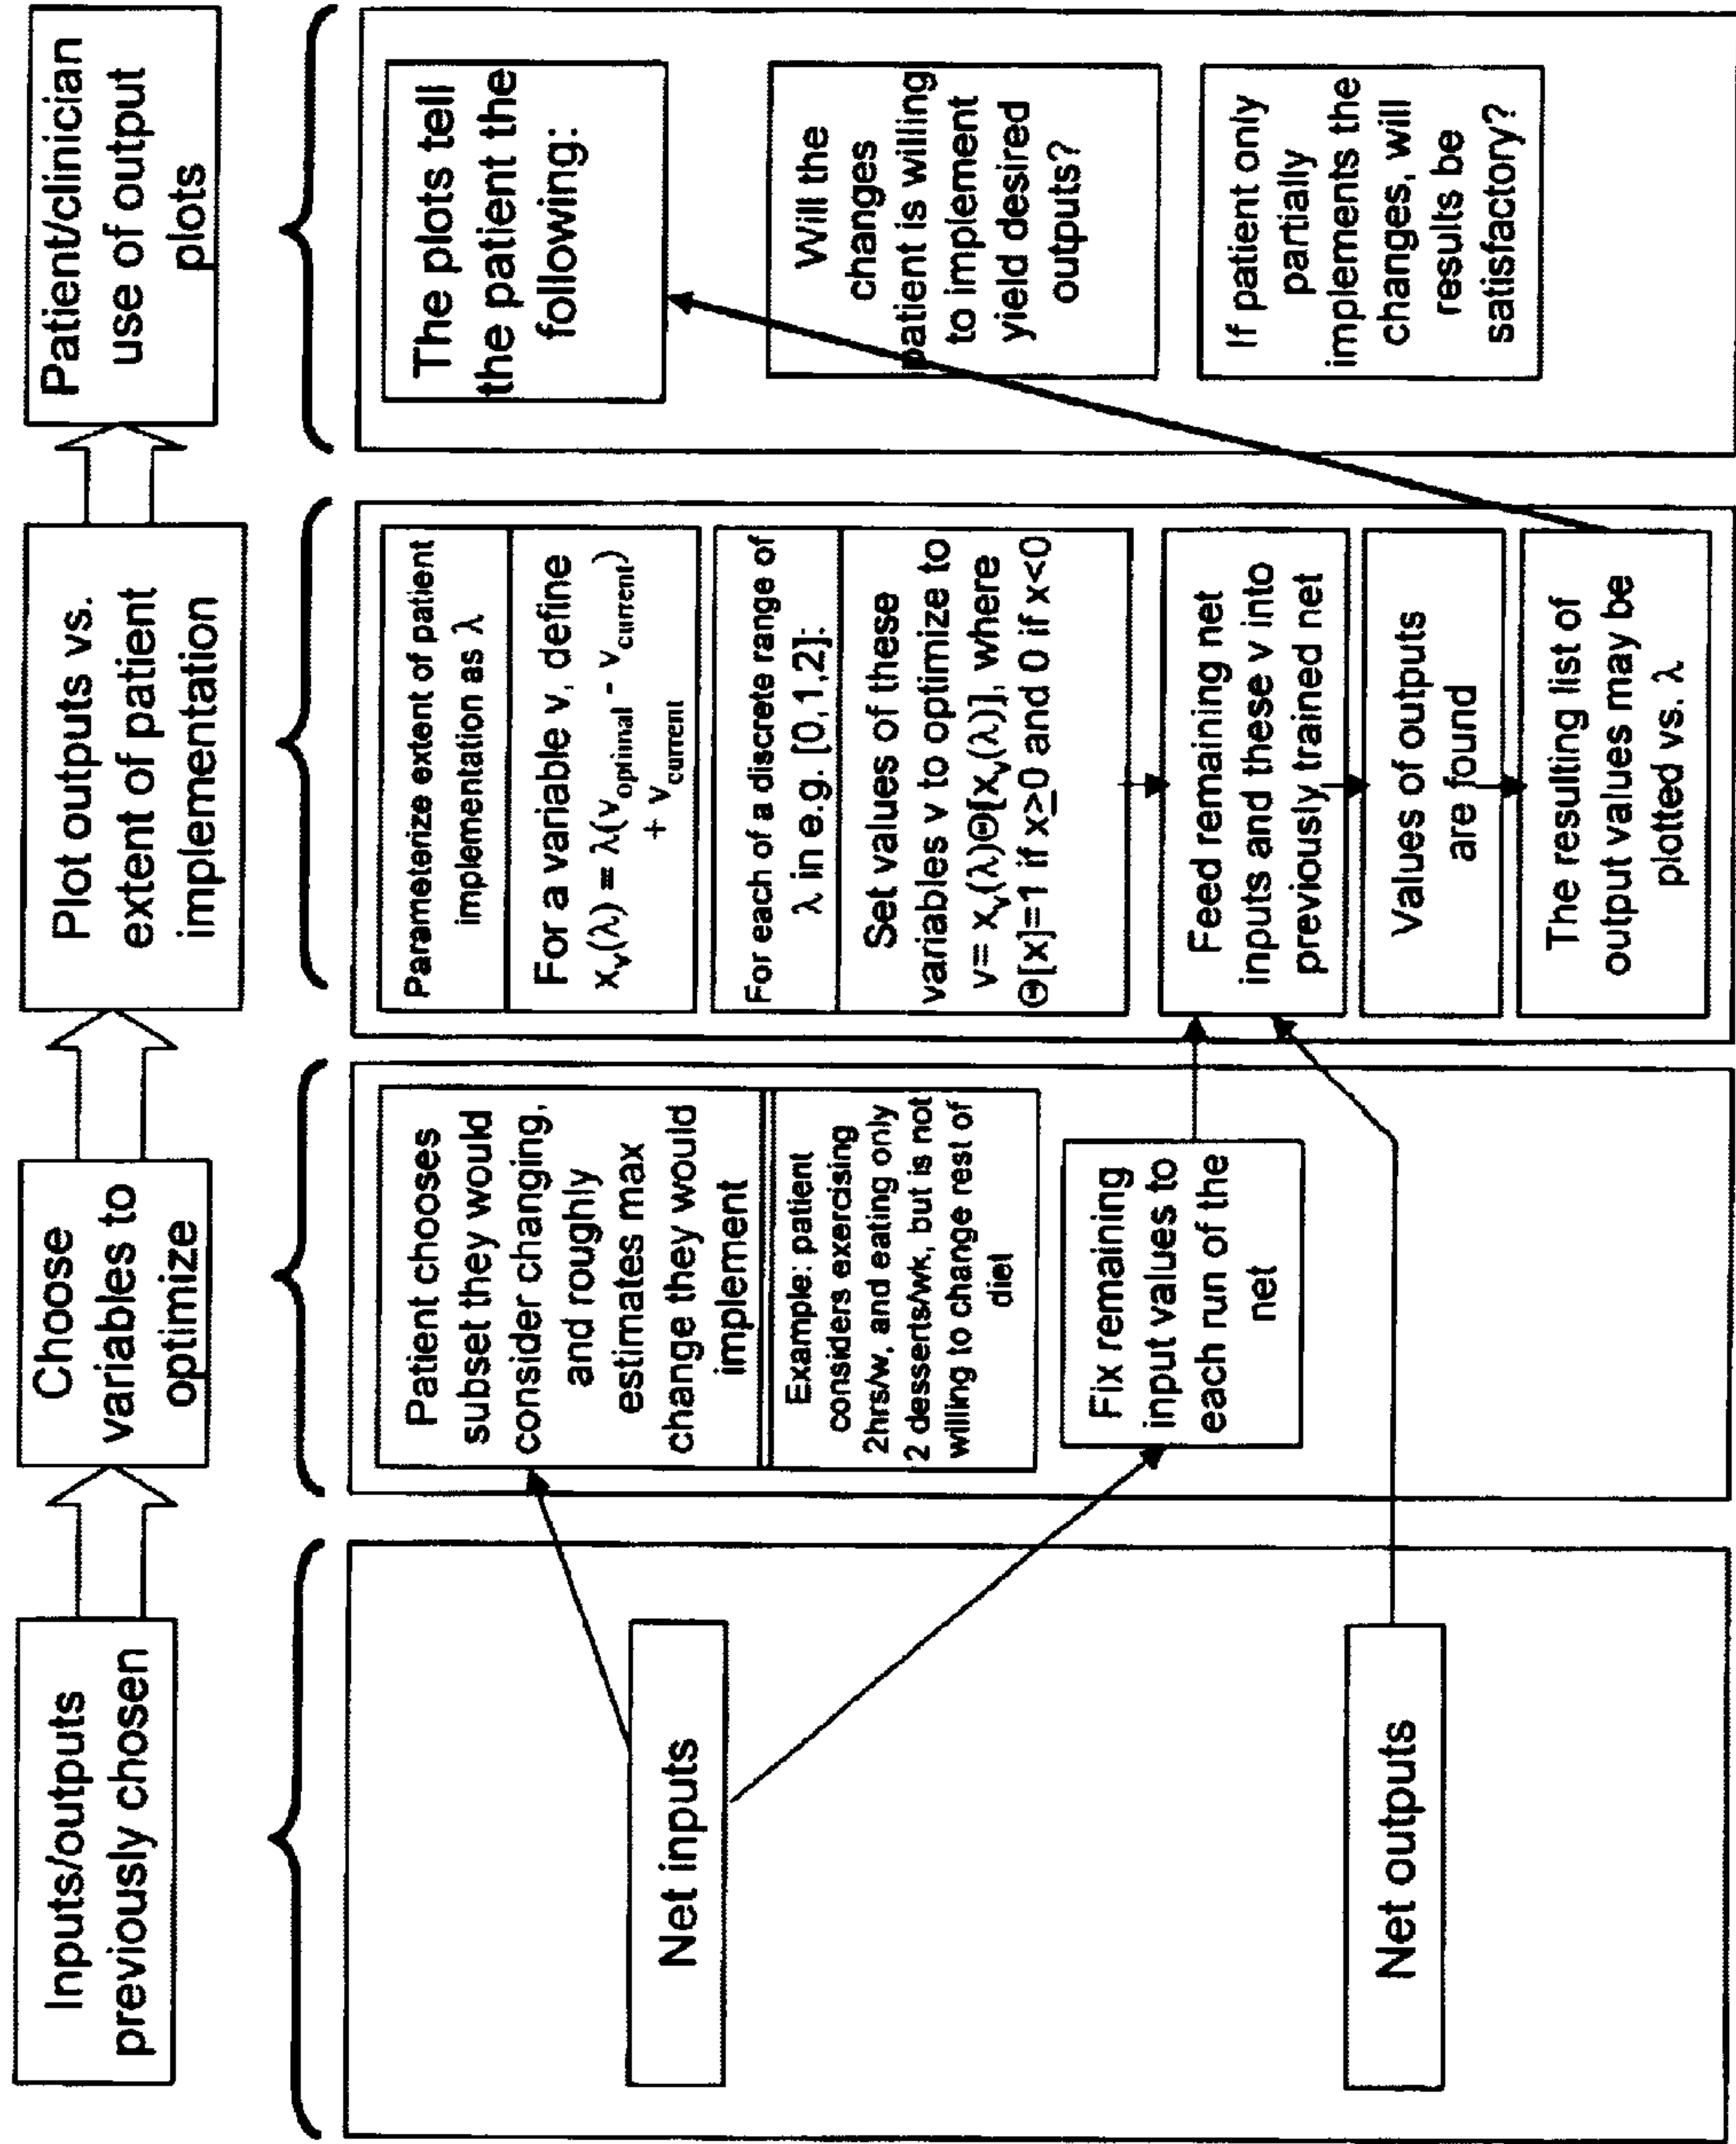 Inputs/outputs
previously chosen
Choose
variables to
optimize
Plot outputs vs.
extent of patient
implementation
Patient/clinician
use of output
plots
Net inputs
Net outputs
Patient chooses
subset they would
consider changing,
and roughly
estimates max
change they would
implement
Example: patient
considers exercising
2hrs/w, and eating only
2 desserts/wk, but is not
willing to change rest of
diet
Fix remaining
input values to
each run of the
net
Parameterize extent of patient
implementation as λ
For a variable v, define
x_v(λ) ≡ λ(v_optimal - v_current)
+ v_current
For each of a discrete range of
λ in e.g. [0,1,2]:
Set values of these
variables v to optimize to
v= x_v(λ)Θ[x_v(λ)], where
Θ[x]=1 if x≥0 and 0 if x<0
Feed remaining net
inputs and these v into
previously trained net
Values of outputs
are found
The resulting list of
output values may be
plotted vs. λ
The plots tell
the patient the
following:
Will the
changes
patient is willing
to implement
yield desired
outputs?
If patient only
partially
implements the
changes, will
results be
satisfactory?